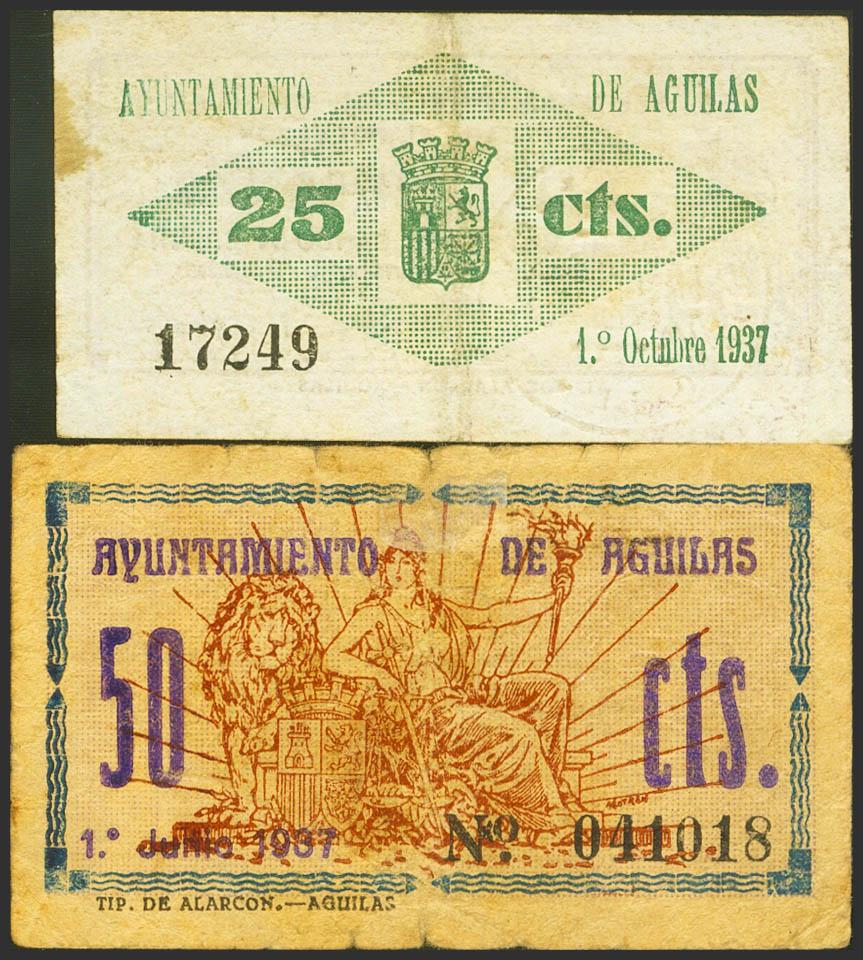 AYUNTAMIENTO DE AGUILAS
25 cts.
17249 1.º Octubre 1937
AYUNTAMIENTO DE AGUILAS
50 cts.
1.º Junio 1937 Nº. 041018
TIP. DE ALARCON.—AGUILAS